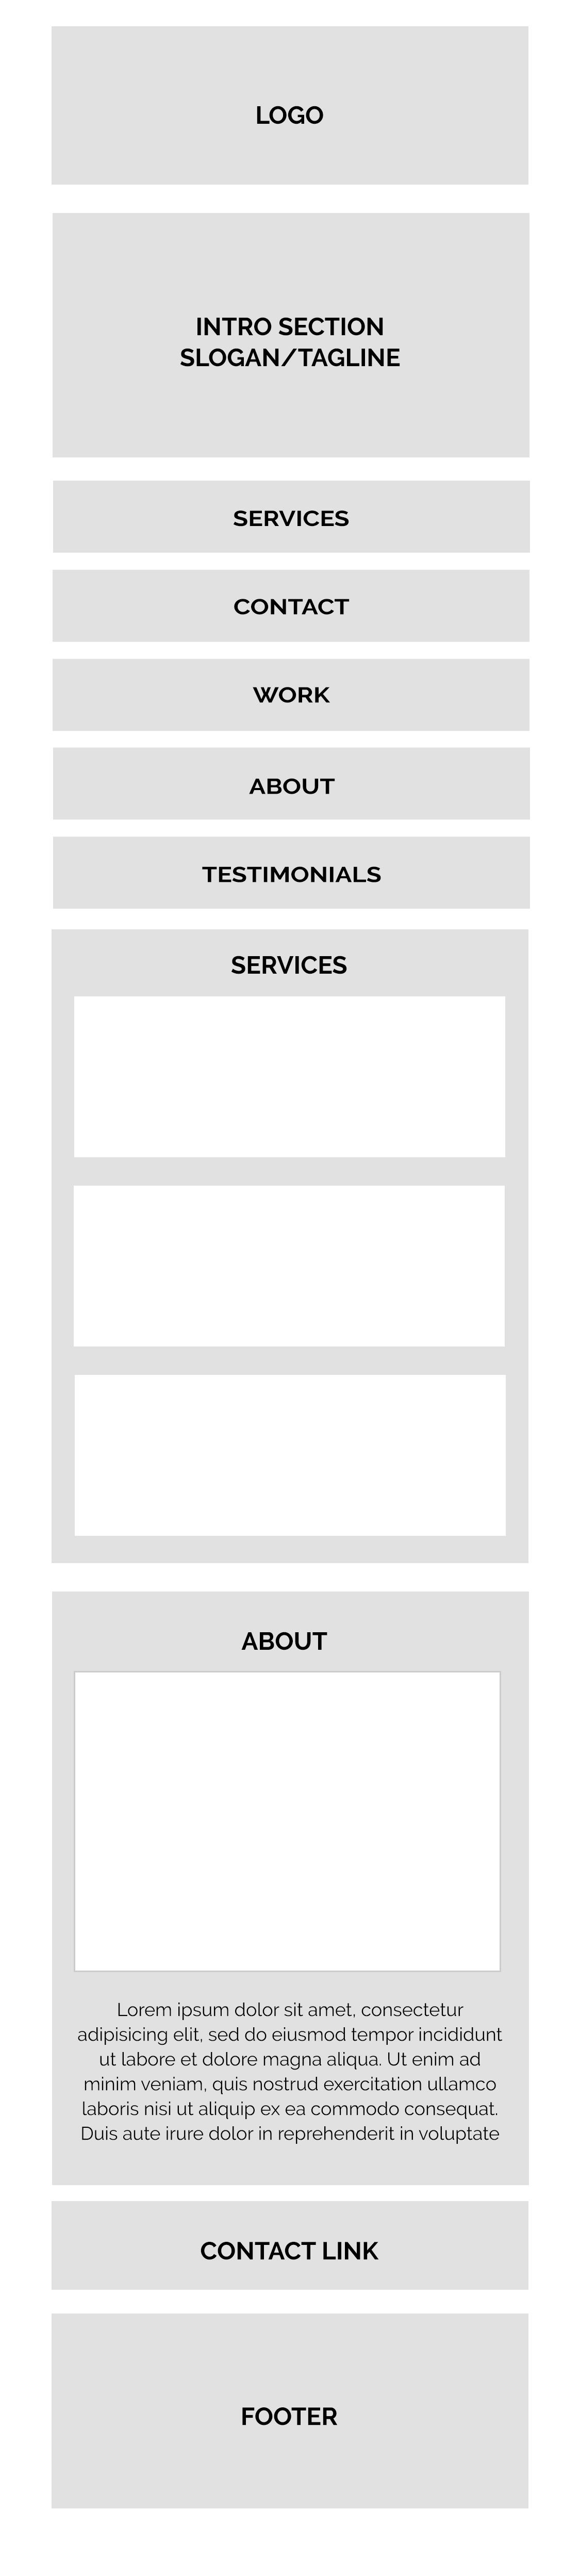 LOGO
INTRO SECTION
SLOGAN/TAGLINE
SERVICES
CONTACT
WORK
ABOUT
TESTIMONIALS
SERVICES
ABOUT
Lorem ipsum dolor sit amet, consectetur
adipisicing elit, sed do eiusmod tempor incididunt
ut labore et dolore magna aliqua. Ut enim ad
minim veniam, quis nostrud exercitation ullamco
laboris nisi ut aliquip ex ea commodo consequat.
Duis aute irure dolor in reprehenderit in voluptate
CONTACT LINK
FOOTER